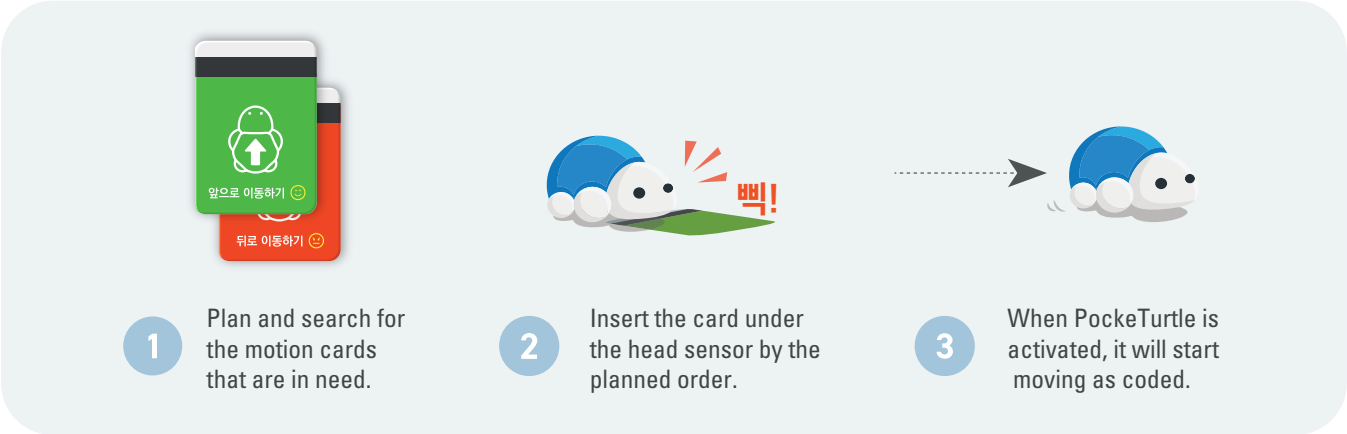 앞으로 이동하기
뒤로 이동하기
삑!
1
Plan and search for
the motion cards
that are in need.
2
Insert the card under
the head sensor by the
planned order.
3
When PockeTurtle is
activated, it will start
moving as coded.